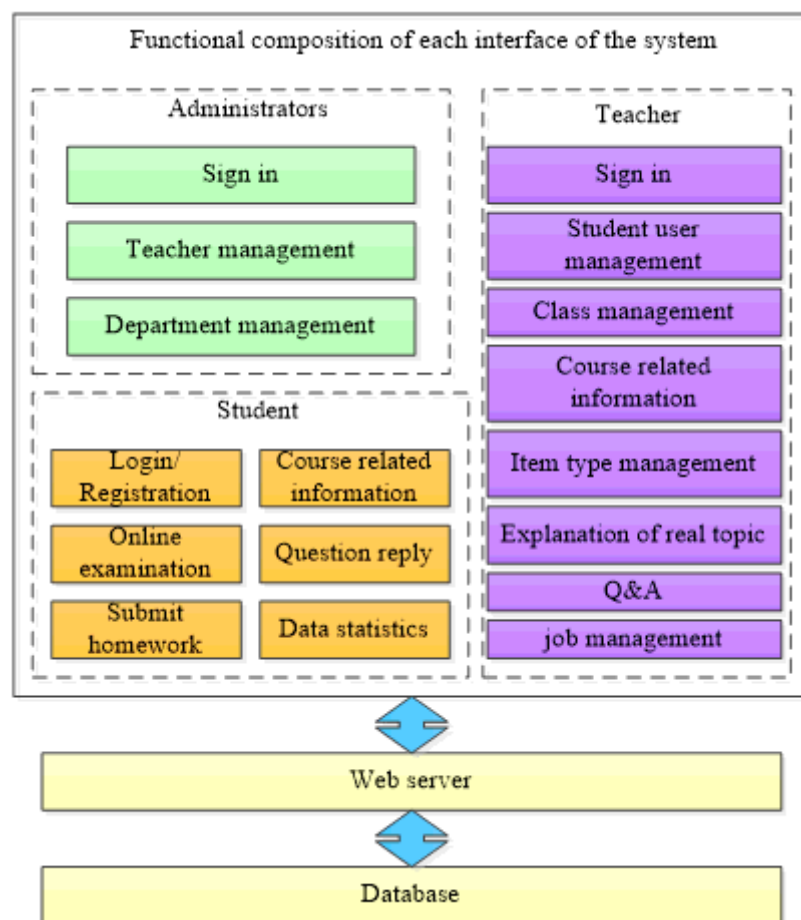 Functional composition of each interface of the system
Administrators
Sign in
Teacher management
Department management
Student
Login/
Registration
Course related
information
Online
examination
Question reply
Submit
homework
Data statistics
Teacher
Sign in
Student user
management
Class management
Course related
information
Item type management
Explanation of real topic
Q&A
job management
Web server
Database